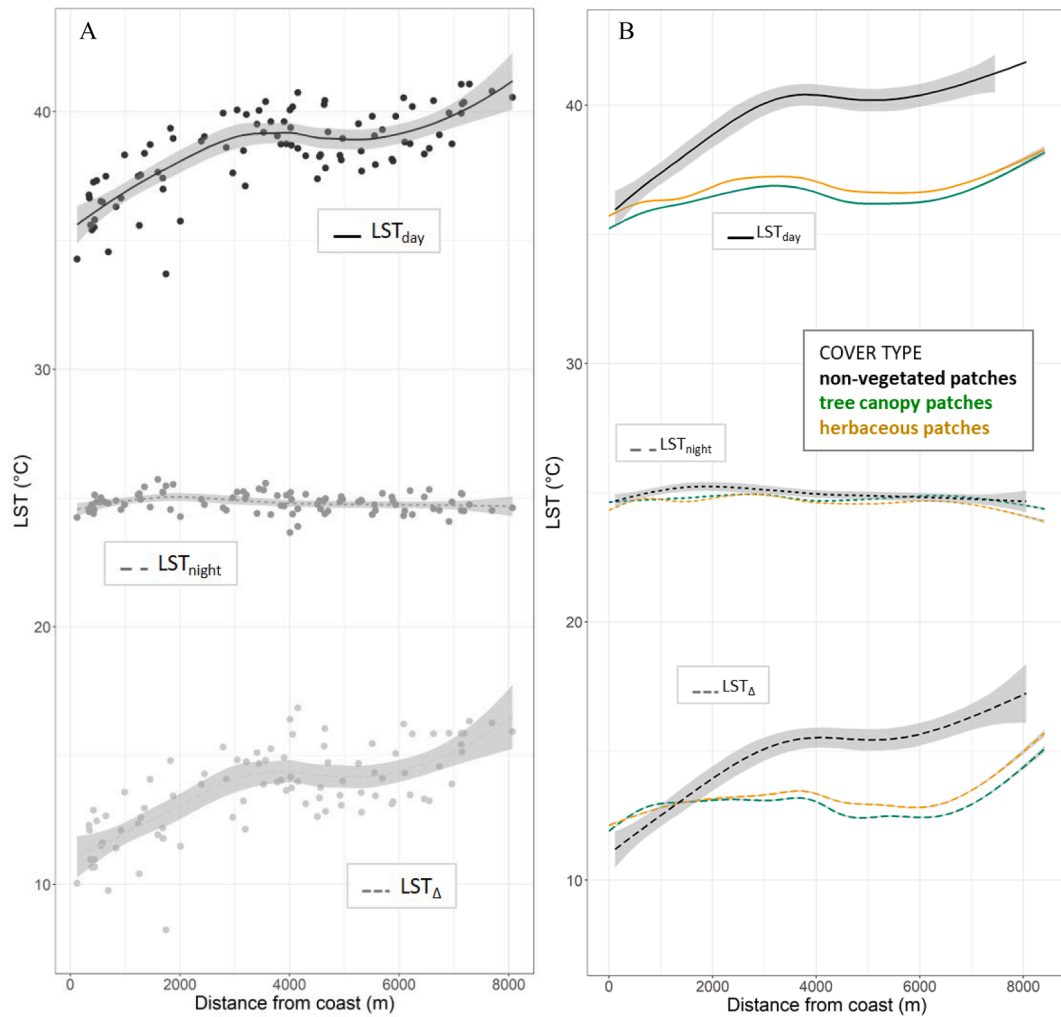 A
LST (°C)
40
30
20
10
LSTday
LSTnight
LSTΔ
0
2000
4000
6000
8000
Distance from coast (m)
B
LST (°C)
40
30
20
10
LSTday
COVER TYPE
non-vegetated patches
tree canopy patches
herbaceous patches
LSTnight
LSTΔ
0
2000
4000
6000
8000
Distance from coast (m)